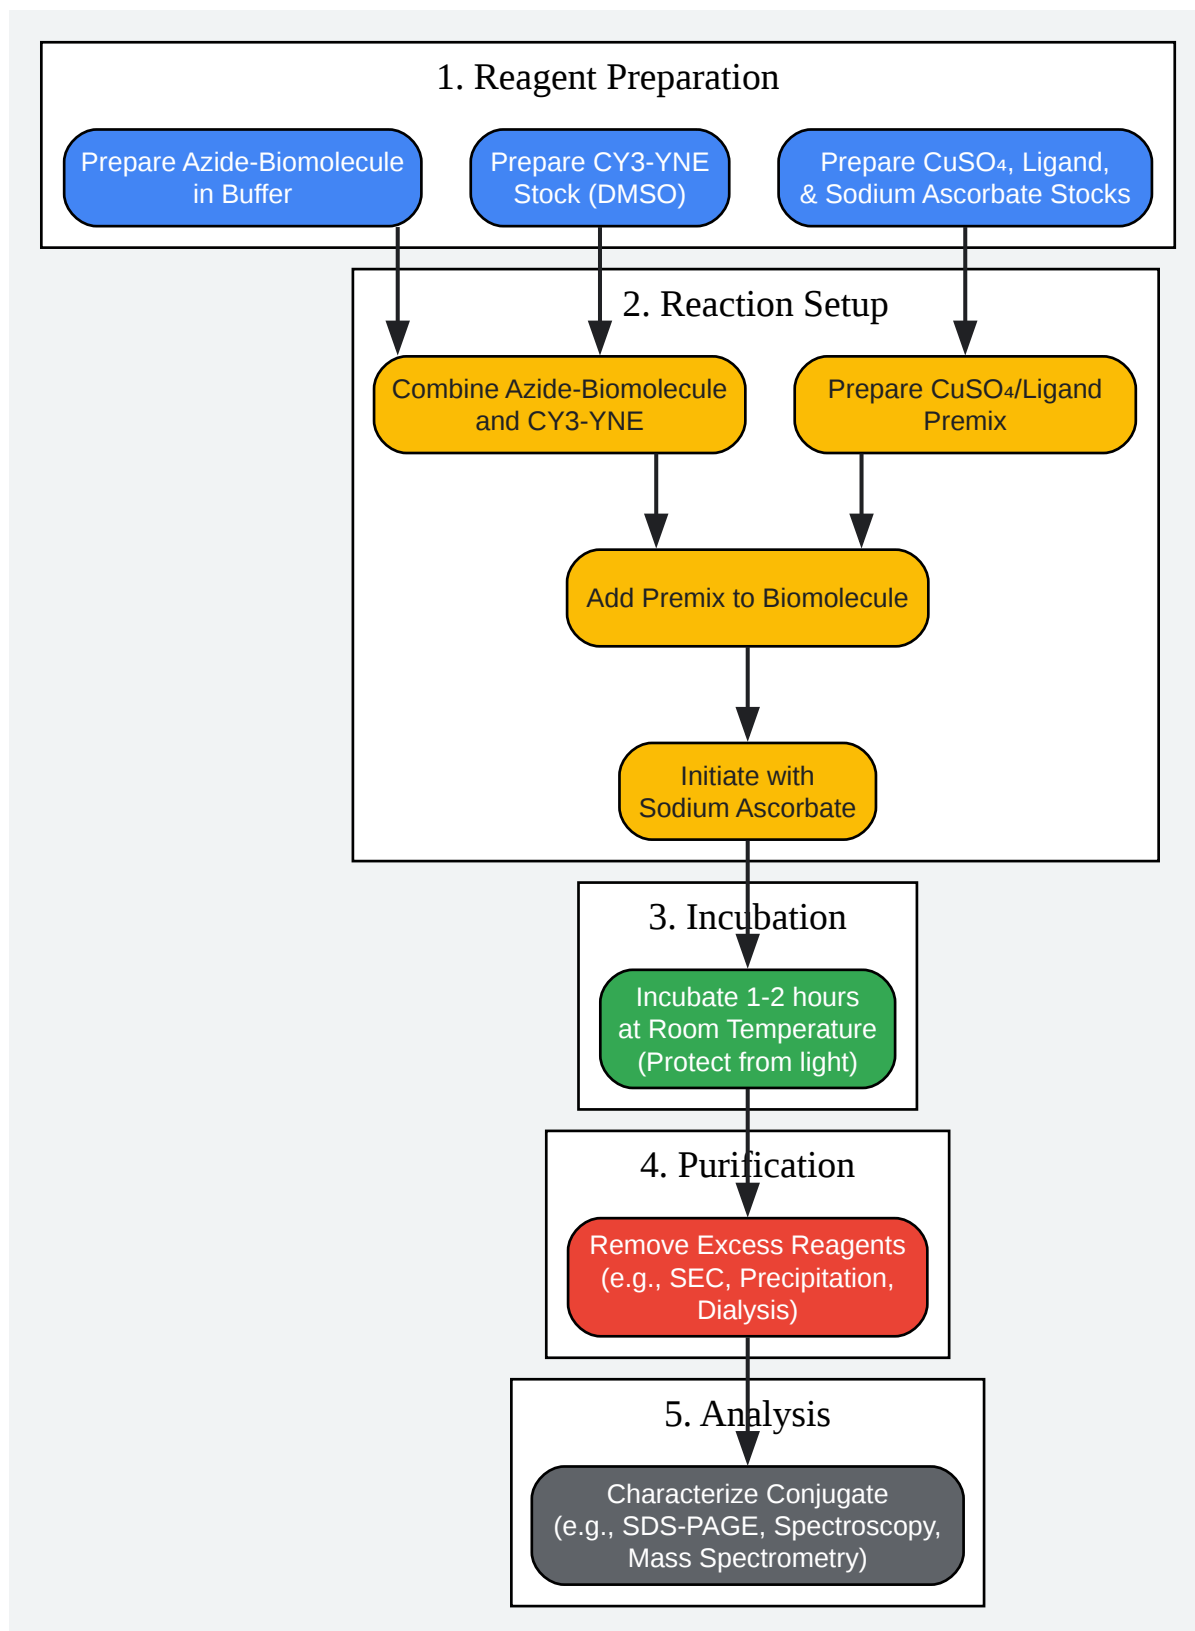 1. Reagent Preparation
Prepare Azide-Biomolecule
in Buffer
Prepare CY3-YNE
Stock (DMSO)
Prepare CuSO₄, Ligand,
& Sodium Ascorbate Stocks
2. Reaction Setup
Combine Azide-Biomolecule
and CY3-YNE
Prepare CuSO₄/Ligand
Premix
Add Premix to Biomolecule
Initiate with
Sodium Ascorbate
3. Incubation
Incubate 1-2 hours
at Room Temperature
(Protect from light)
4. Purification
Remove Excess Reagents
(e.g., SEC, Precipitation,
Dialysis)
5. Analysis
Characterize Conjugate
(e.g., SDS-PAGE, Spectroscopy,
Mass Spectrometry)